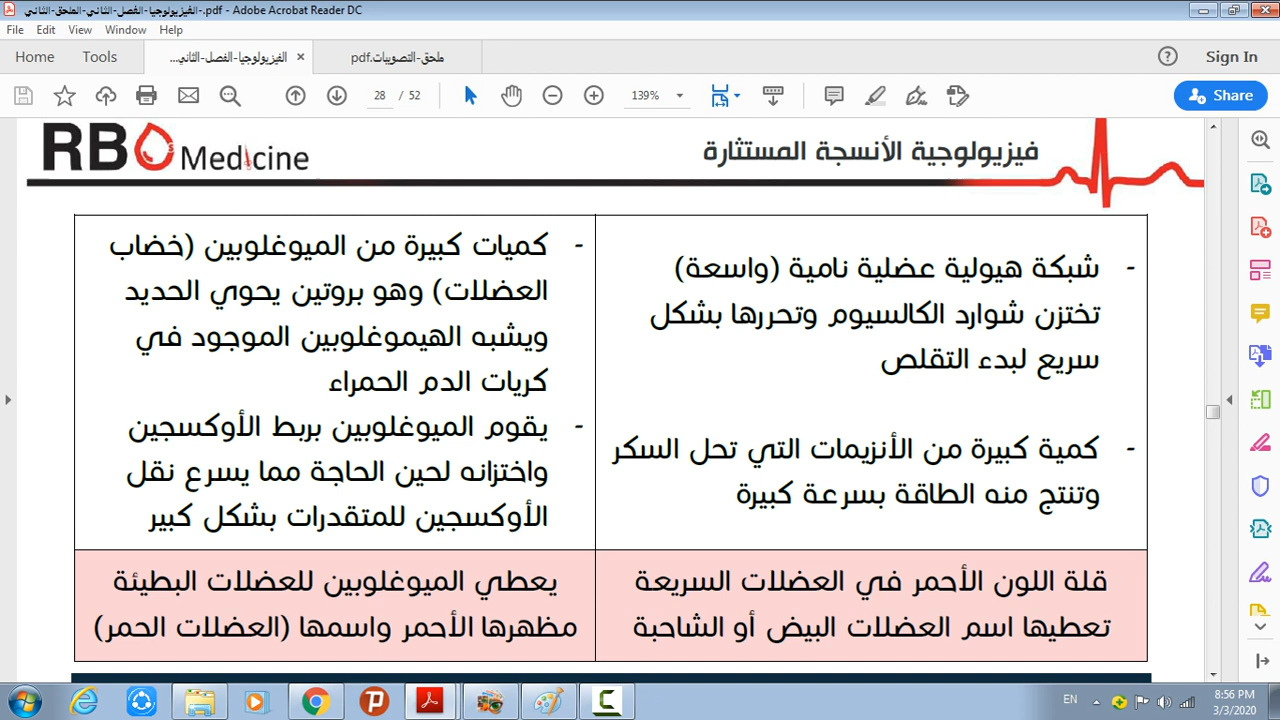 الفيزيولوجيا-الفصل-الثاني-الملحق-الثاني-.pdf - Adobe Acrobat Reader DC
File Edit View Window Help
Home Tools الفيزيولوجيا-الفصل-الثاني... × ملحق-التصويبات.pdf Sign In
28 / 52 139% Share
RBC Medicine فيزيولوجية الأنسجة المستثارة
- شبكة هيولية عضلية نامية (واسعة)
تختزن شوارد الكالسيوم وتحررها بشكل
سريع لبدء التقلص
- كمية كبيرة من الأنزيمات التي تحل السكر
وتنتج منه الطاقة بسرعة كبيرة
- كميات كبيرة من الميوغلوبين (خضاب
العضلات) وهو بروتين يحوي الحديد
ويشبه الهيموغلوبين الموجود في
كريات الدم الحمراء
- يقوم الميوغلوبين بربط الأوكسجين
واختزانه لحين الحاجة مما يسرع نقل
الأوكسجين للمتقدرات بشكل كبير
قلة اللون الأحمر في العضلات السريعة
تعطيها اسم العضلات البيض أو الشاحبة
يعطي الميوغلوبين للعضلات البطيئة
مظهرها الأحمر واسمها (العضلات الحمر)
EN 8:56 PM
3/3/2020